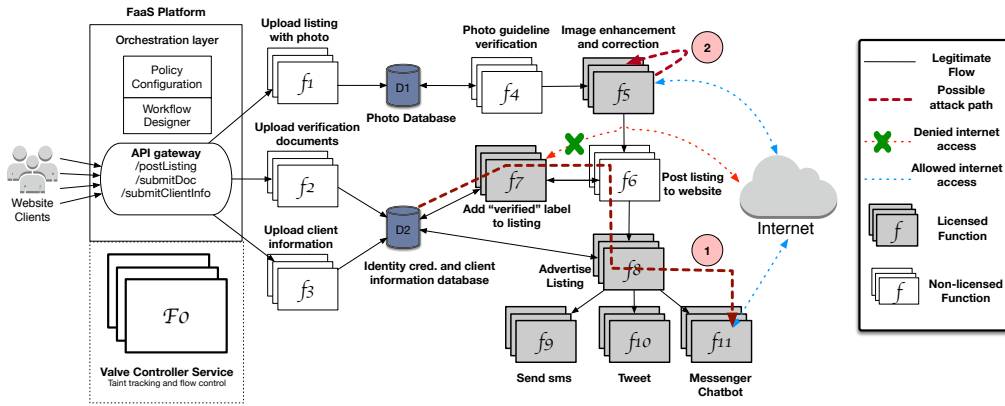 FaaS Platform
Orchestration layer
Policy
Configuration
Workflow
Designer
API gateway
/postListing
/submitDoc
/submitClientInfo
Website
Clients
F0
Valve Controller Service
Taint tracking and flow control
Upload listing
with photo
f1
Upload verification
documents
f2
Upload client
information
f3
D1
Photo Database
D2
Identity cred. and client
information database
Photo guideline
verification
f4
Image enhancement
and correction
f5
2
f7
Add “verified” label
to listing
f6
Post listing
to website
Internet
Advertise
Listing
f8
1
f9
Send sms
f10
Tweet
f11
Messenger
Chatbot
Legitimate
Flow
Possible
attack path
Denied internet
access
Allowed internet
access
f
Licensed
Function
f
Non-licensed
Function